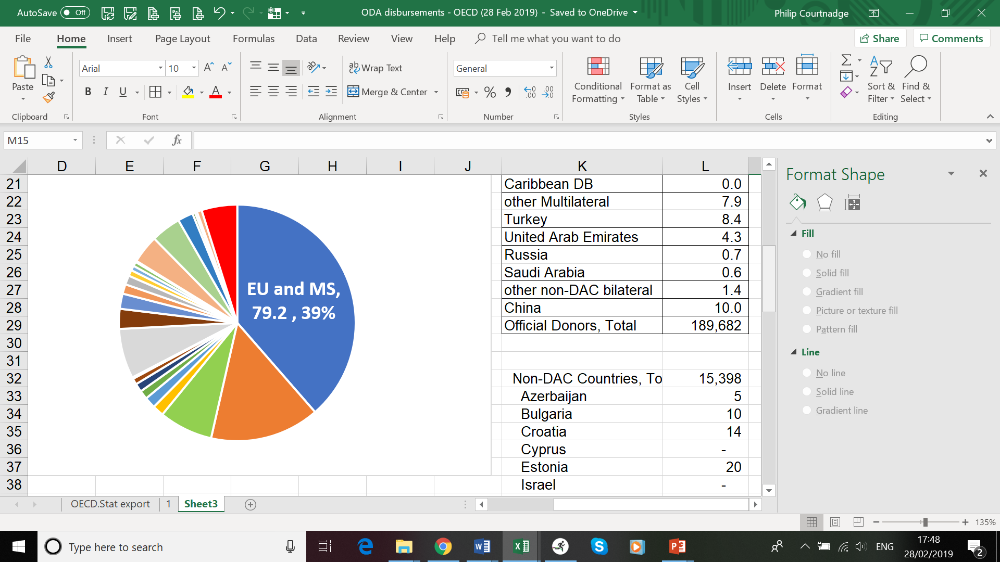 AutoSave Off ODA disbursements - OECD (28 Feb 2019) - Saved to OneDrive Philip Courtnadge
File Home Insert Page Layout Formulas Data Review View Help Tell me what you want to do Share Comments
Paste
Clipboard
Arial 10
B I U A
Font
ab Wrap Text
Merge & Center
Alignment
General
% , .00 .00
Number
Conditional Formatting
Format as Table
Cell Styles
Styles
Insert Delete Format
Cells
Sort & Filter
Find & Select
Editing
M15 fx
D E F G H I J K L
21 Caribbean DB 0.0
22 other Multilateral 7.9
23 Turkey 8.4
24 United Arab Emirates 4.3
25 Russia 0.7
26 Saudi Arabia 0.6
27 other non-DAC bilateral 1.4
28 China 10.0
29 Official Donors, Total 189,682
30
31
32 Non-DAC Countries, To 15,398
33 Azerbaijan 5
34 Bulgaria 10
35 Croatia 14
36 Cyprus -
37 Estonia 20
38 Israel -
EU and MS,
79.2 , 39%
Format Shape
Fill
No fill
Solid fill
Gradient fill
Picture or texture fill
Pattern fill
Line
No line
Solid line
Gradient line
OECD.Stat export 1 Sheet3
135%
Type here to search
ENG
17:48
28/02/2019
2